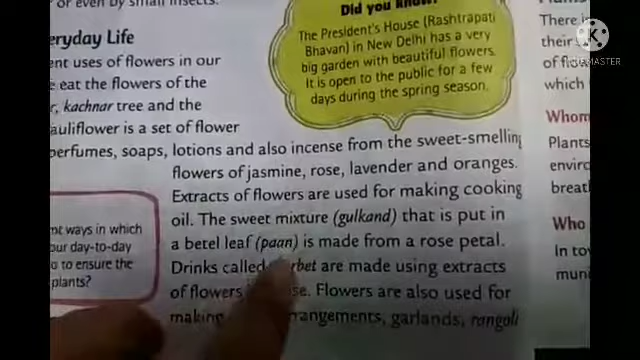 or even by small insects.
Did you know?
The President's House (Rashtrapati
Bhavan) in New Delhi has a very
big garden with beautiful flowers.
It is open to the public for a few
days during the spring season.
eryday Life
ent uses of flowers in our
e eat the flowers of the
r, kachnar tree and the
auliflower is a set of flower
perfumes, soaps, lotions and also incense from the sweet-smelling
flowers of jasmine, rose, lavender and oranges.
Extracts of flowers are used for making cooking
oil. The sweet mixture (gulkand) that is put in
a betel leaf (paan) is made from a rose petal.
Drinks called rbet are made using extracts
of flowers se. Flowers are also used for
making rangements, garlands, rangoli
nt ways in which
our day-to-day
to ensure the
plants?
There i
their
of flo
which
Whom
Plants
enviro
breat
Who
In to
muni
KINEMASTER